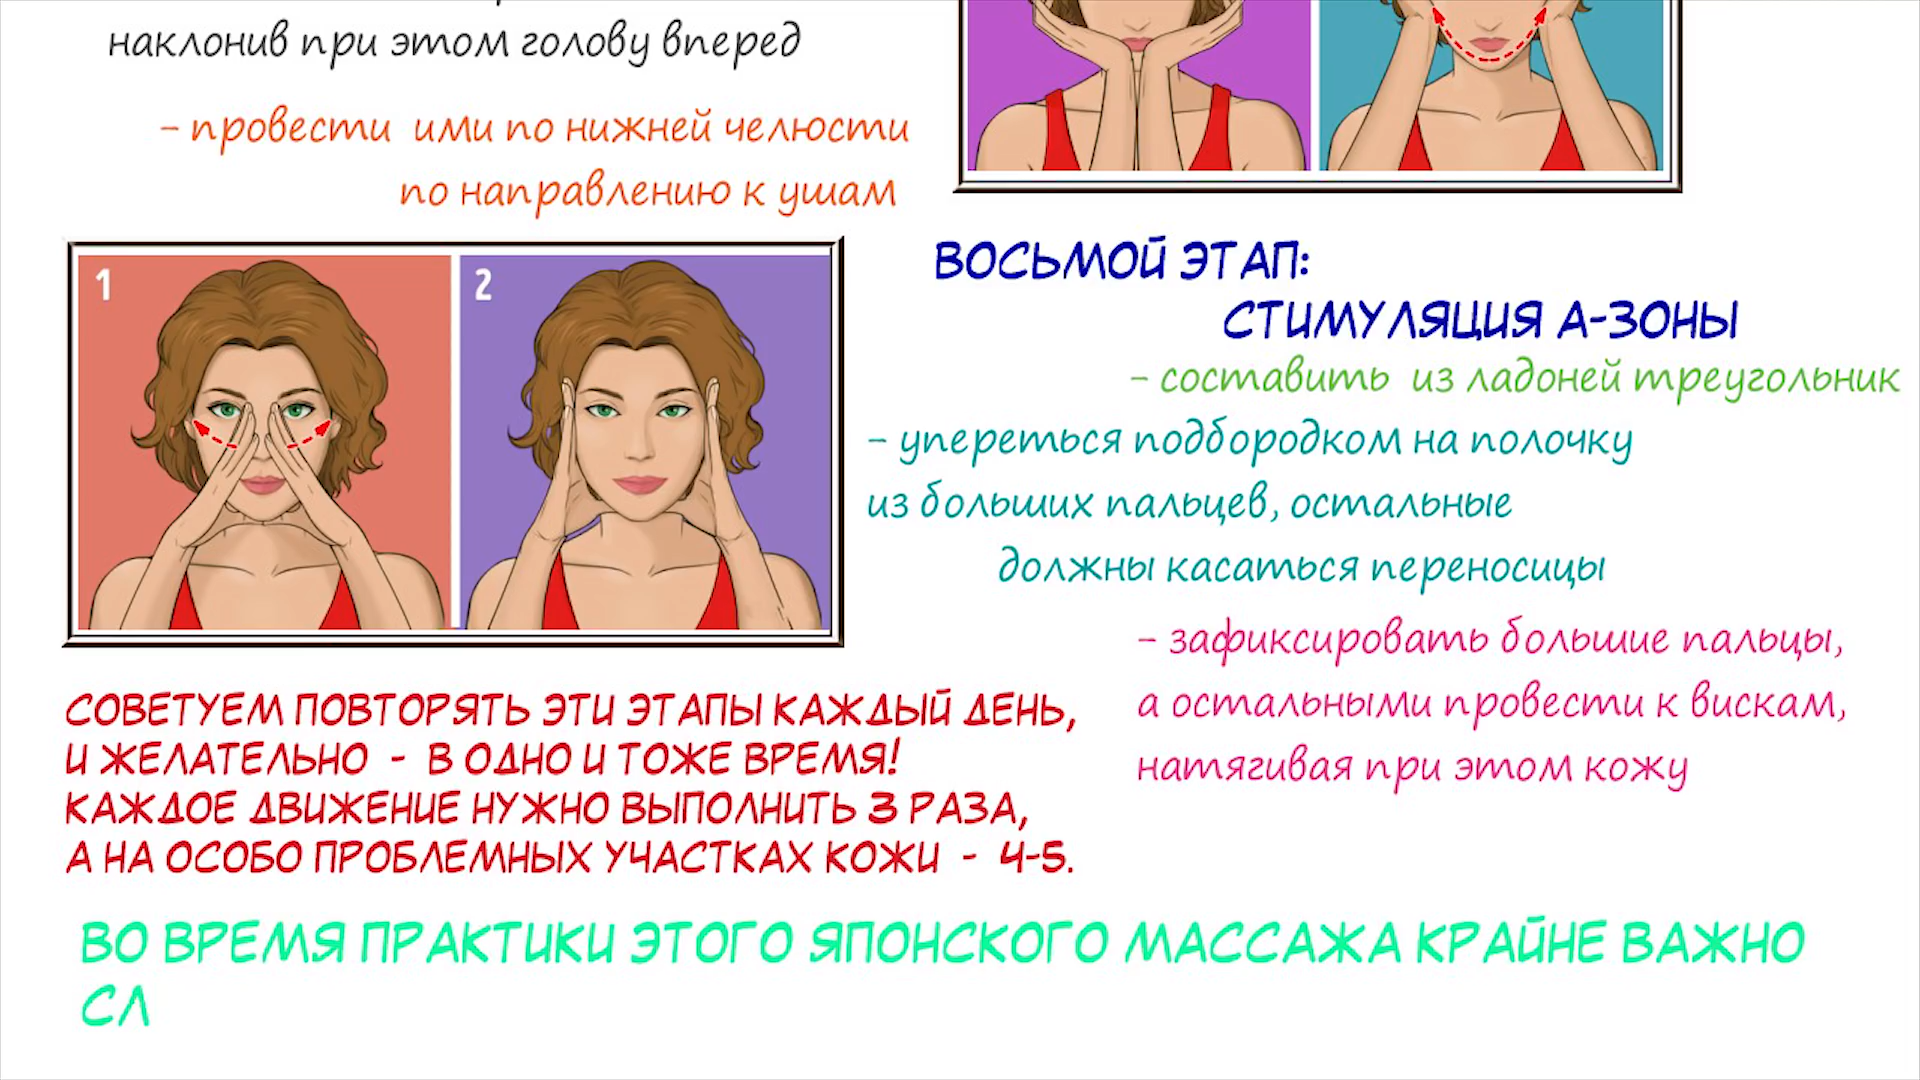 наклонив при этом голову вперед
- провести ими по нижней челюсти
по направлению к ушам
1
2
ВОСЬМОЙ ЭТАП:
СТИМУЛЯЦИЯ А-ЗОНЫ
- составить из ладоней треугольник
- упереться подбородком на полочку
из больших пальцев, остальные
должны касаться переносицы
- зафиксировать большие пальцы,
а остальными провести к вискам,
натягивая при этом кожу
СОВЕТУЕМ ПОВТОРЯТЬ ЭТИ ЭТАПЫ КАЖДЫЙ ДЕНЬ,
И ЖЕЛАТЕЛЬНО - В ОДНО И ТОЖЕ ВРЕМЯ!
КАЖДОЕ ДВИЖЕНИЕ НУЖНО ВЫПОЛНИТЬ 3 РАЗА,
А НА ОСОБО ПРОБЛЕМНЫХ УЧАСТКАХ КОЖИ - 4-5.
ВО ВРЕМЯ ПРАКТИКИ ЭТОГО ЯПОНСКОГО МАССАЖА КРАЙНЕ ВАЖНО
СЛ